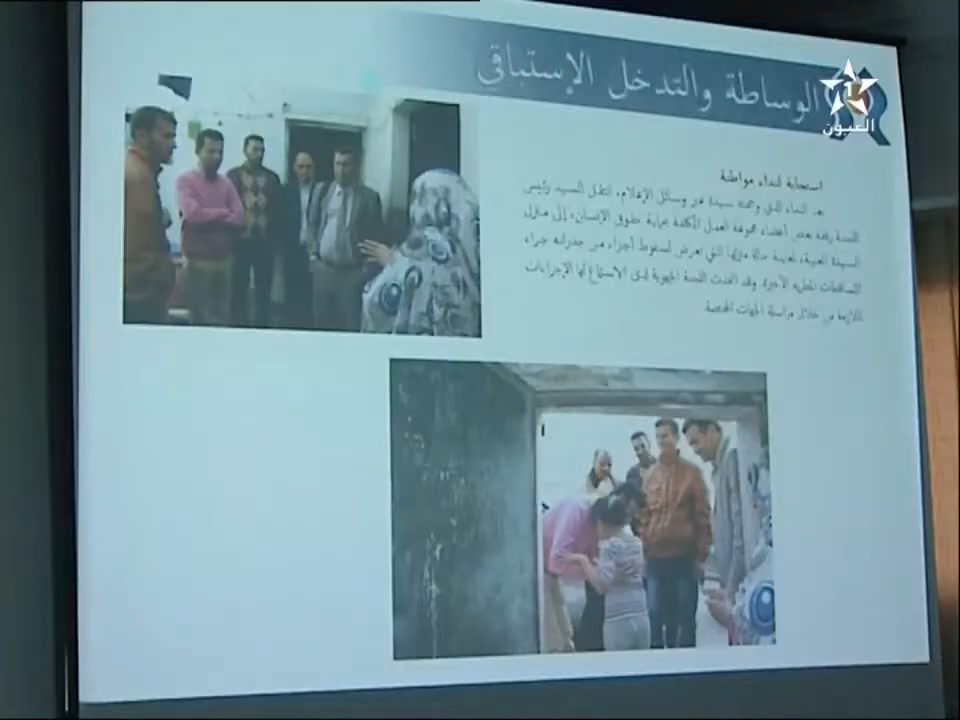 الوساطة والتدخل الإستباقي
العيون
استجابة لنداء مواطنة
بعد النداء الذي وجهته سيدة عبر وسائل الإعلام، انتقل السيد رئيس
اللجنة رفقة بعض أعضاء مجموعة العمل المكلفة بحماية حقوق الإنسان، إلى منزل
السيدة المعنية، لمعينة حالة منزلها التي تعرض لسقوط أجزاء من جدرانه جراء
التساقطات المطرية الأخيرة. وقد اتخذت اللجنة الجهوية لدى الاستماع لها الإجراءات
اللازمة من خلال مراسلة الجهات المختصة